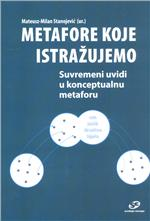 Mateusz-Milan Stanojević (ur.)
METAFORE KOJE
ISTRAŽUJEMO
Suvremeni uvidi
u konceptualnu
metaforu